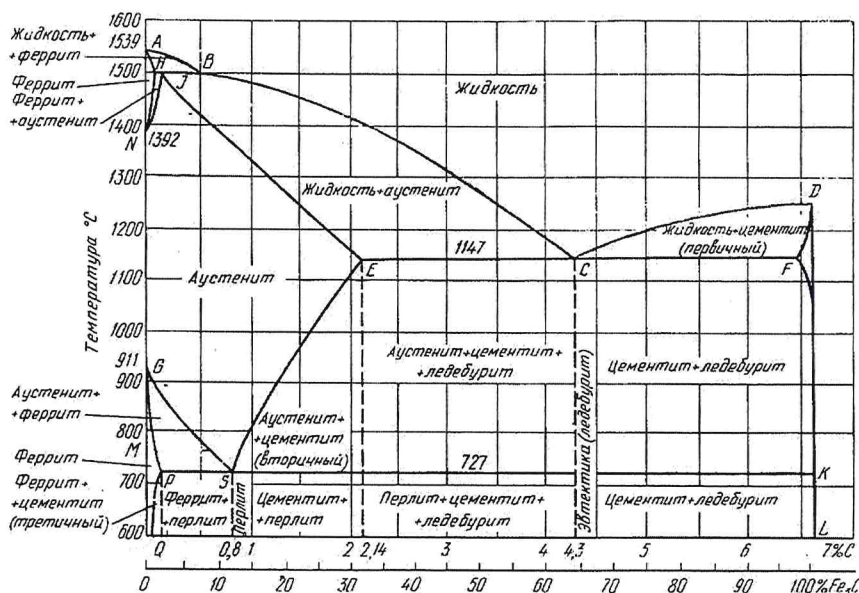 1600
1539
1500
1400
1392
1300
1200
1100
1000
911
900
800
700
600
Температура °С
Жидкость+
+феррит
Феррит
Феррит+
+аустенит
N
A
H
J
B
Жидкость
Жидкость+аустенит
D
Жидкость+цементит
(первичный)
1147
E
C
F
Аустенит
G
Аустенит+
+феррит
M
Феррит
Феррит+
+цементит
(третичный)
Аустенит+цементит+
+ледебурит
Цементит+ледебурит
Эвтектика (ледебурит)
Аустенит+
+цементит
(вторичный)
727
P
S
K
Феррит+
+перлит
Перлит
Цементит+
+перлит
Перлит+цементит+
+ледебурит
Цементит+ледебурит
L
Q
0,8
1
2
2,14
3
4
4,3
5
6
7%С
0
10
20
30
40
50
60
70
80
90
100%Fe₃C